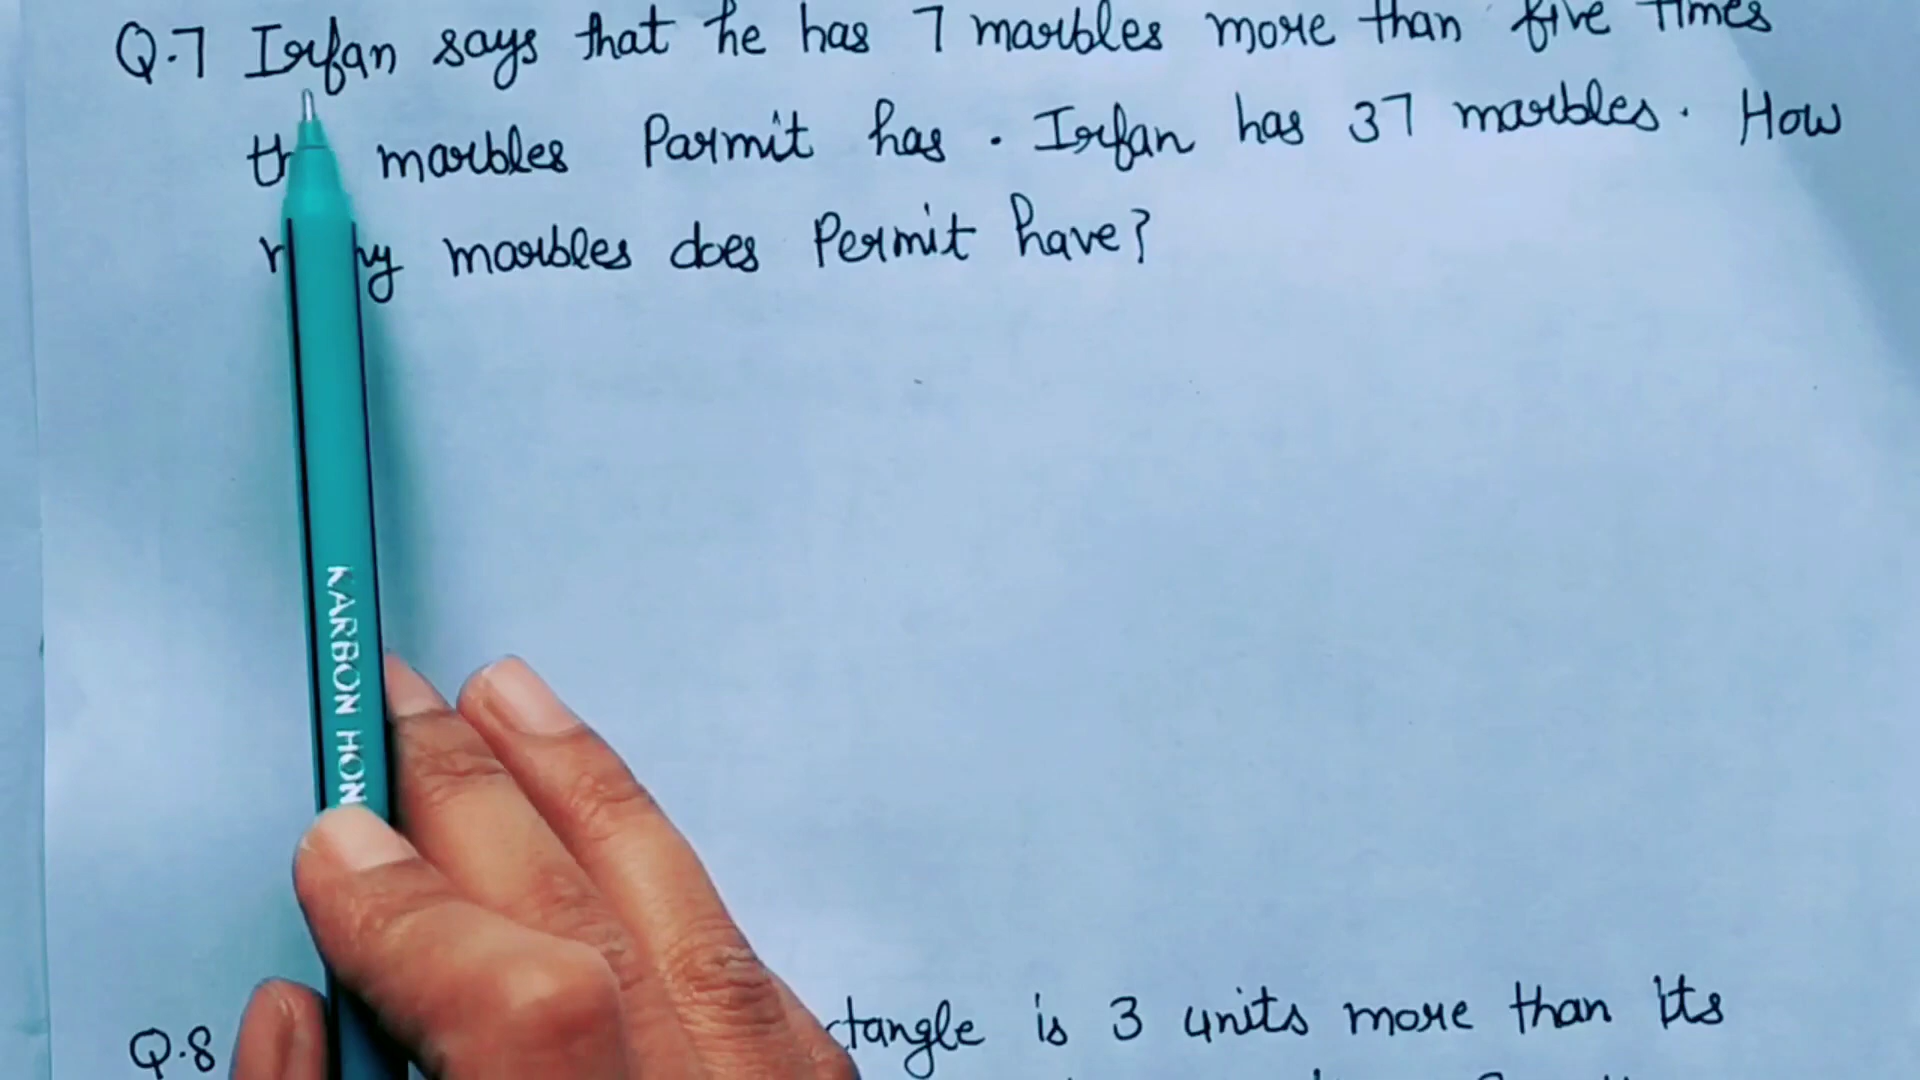 Q.7 Irfan says that he has 7 marbles more than five times
marbles Parmit has. Irfan has 37 marbles. How
marbles does Permit have?
KARBON HON
Q.8 is 3 units more than its